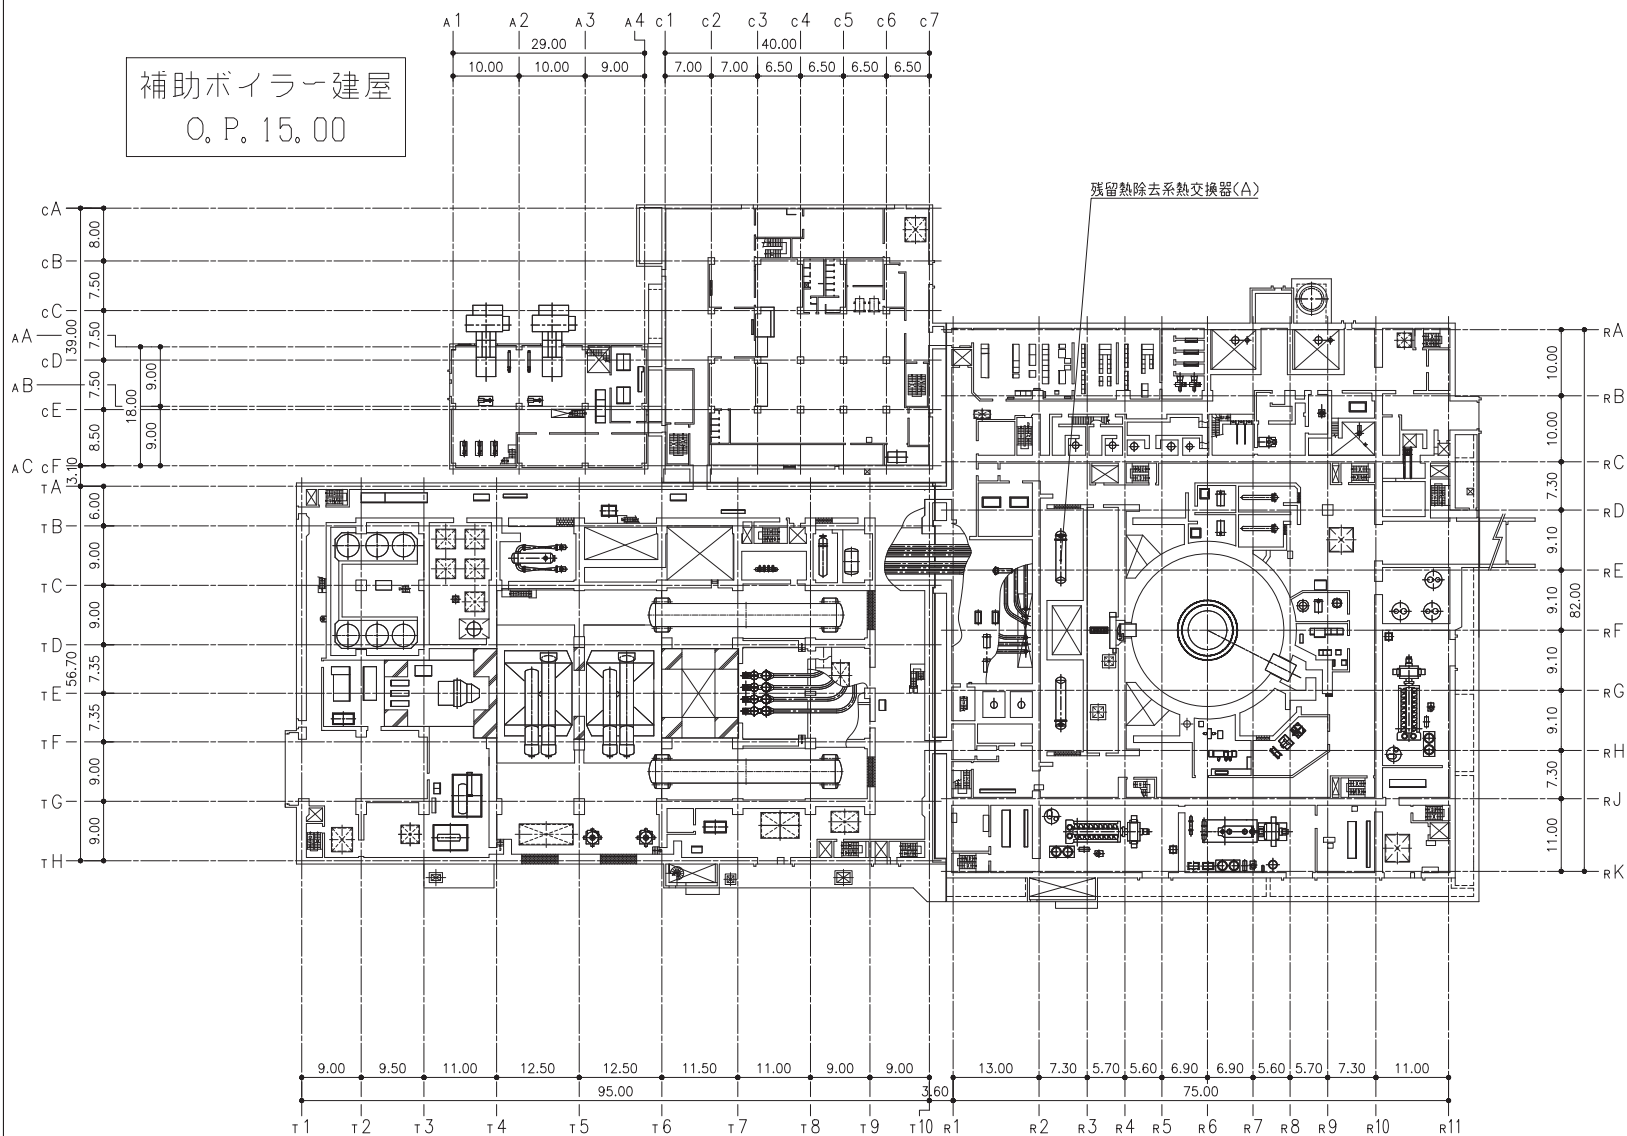 A1 A2 A3 A4 C1 C2 C3 C4 C5 C6 C7
29.00 40.00
10.00 10.00 9.00 7.00 7.00 6.50 6.50 6.50 6.50
補助ボイラー建屋
O.P.15.00
残留熱除去系熱交換器(A)
CA
8.00
CB
7.50
CC
AA
39.00
7.50
CD
AB
7.50
CE
8.50
AC CF
18.00
9.00
9.00
3.10
TA
6.00
TB
9.00
TC
9.00
TD
56.70
7.35
TE
7.35
TF
9.00
TG
9.00
TH
RA
10.00
RB
10.00
RC
7.30
RD
9.10
RE
9.10
82.00
RF
9.10
RG
9.10
RH
7.30
RJ
11.00
RK
9.00 9.50 11.00 12.50 12.50 11.50 11.00 9.00 9.00 13.00 7.30 5.70 5.60 6.90 6.90 5.60 5.70 7.30 11.00
95.00 3.60 75.00
T1 T2 T3 T4 T5 T6 T7 T8 T9 T10 R1 R2 R3 R4 R5 R6 R7 R8 R9 R10 R11